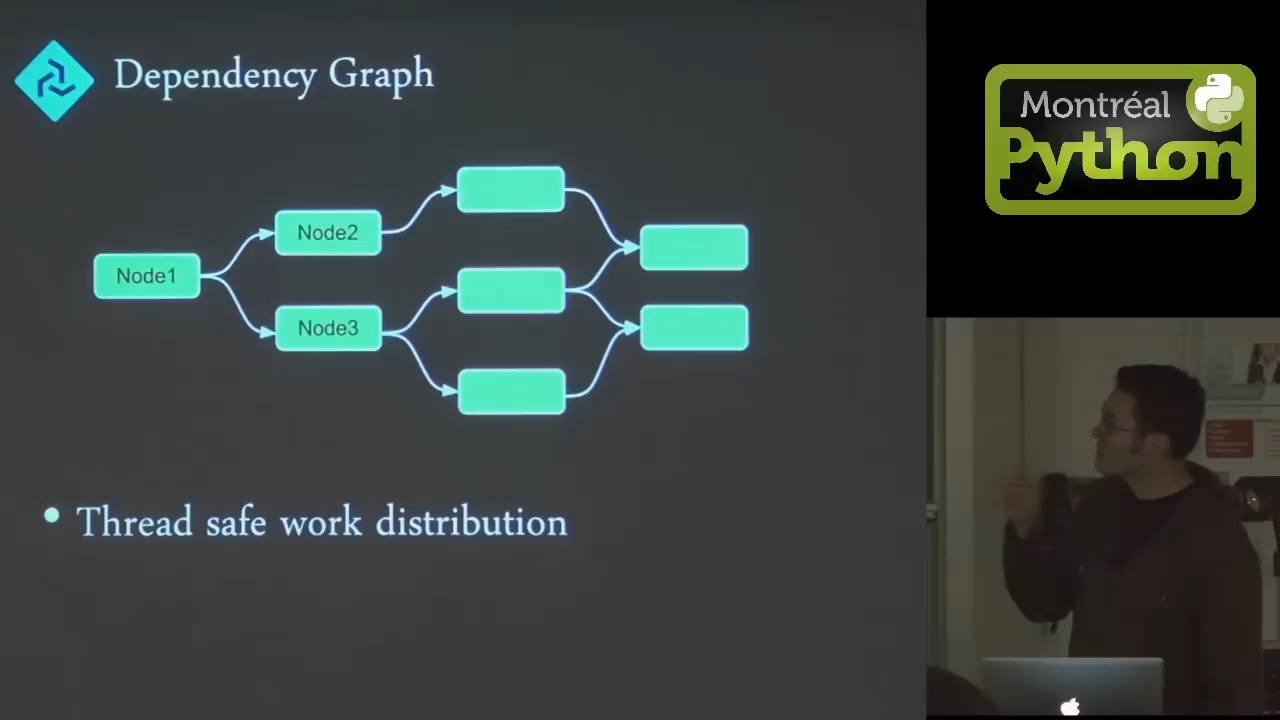 Dependency Graph
Node1
Node2
Node3
Thread safe work distribution
Montréal
Python